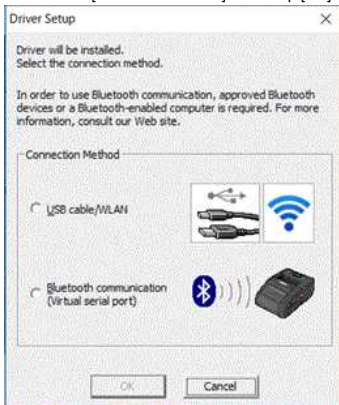 Driver Setup
Driver will be installed.
Select the connection method.
In order to use Bluetooth communication, approved Bluetooth
devices or a Bluetooth-enabled computer is required. For more
information, consult our Web site.
Connection Method
USB cable/WLAN
Bluetooth communication
(Virtual serial port)
OK
Cancel